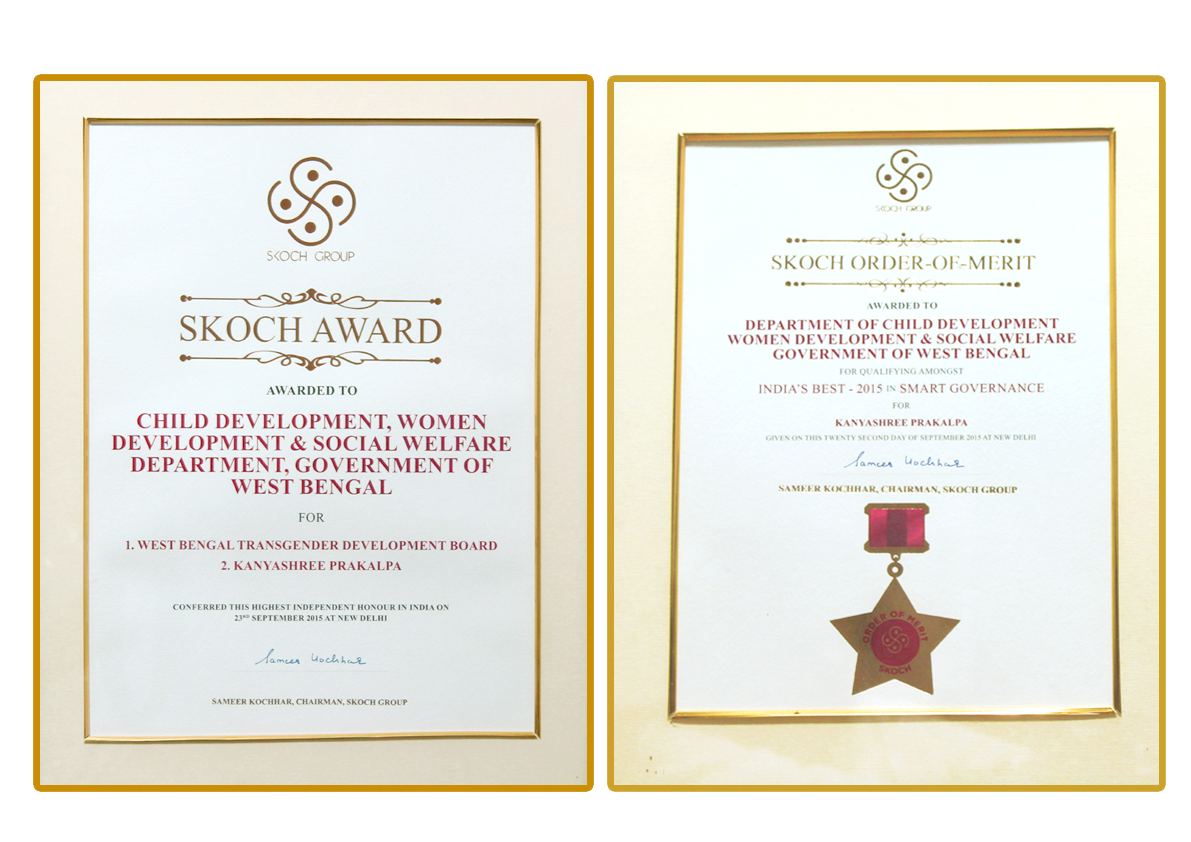 SKOCH GROUP
SKOCH AWARD
AWARDED TO
CHILD DEVELOPMENT, WOMEN
DEVELOPMENT & SOCIAL WELFARE
DEPARTMENT, GOVERNMENT OF
WEST BENGAL
FOR
1. WEST BENGAL TRANSGENDER DEVELOPMENT BOARD
2. KANYASHREE PRAKALPA
CONFERRED THIS HIGHEST INDEPENDENT HONOUR IN INDIA ON
23RD SEPTEMBER 2015 AT NEW DELHI
Sameer Kochhar
SAMEER KOCHHAR, CHAIRMAN, SKOCH GROUP
SKOCH GROUP
SKOCH ORDER-OF-MERIT
AWARDED TO
DEPARTMENT OF CHILD DEVELOPMENT
WOMEN DEVELOPMENT & SOCIAL WELFARE
GOVERNMENT OF WEST BENGAL
FOR QUALIFYING AMONGST
INDIA'S BEST - 2015 IN SMART GOVERNANCE
FOR
KANYASHREE PRAKALPA
GIVEN ON THIS TWENTY SECOND DAY OF SEPTEMBER 2015 AT NEW DELHI
Sameer Kochhar
SAMEER KOCHHAR, CHAIRMAN, SKOCH GROUP
ORDER OF MERIT
SKOCH